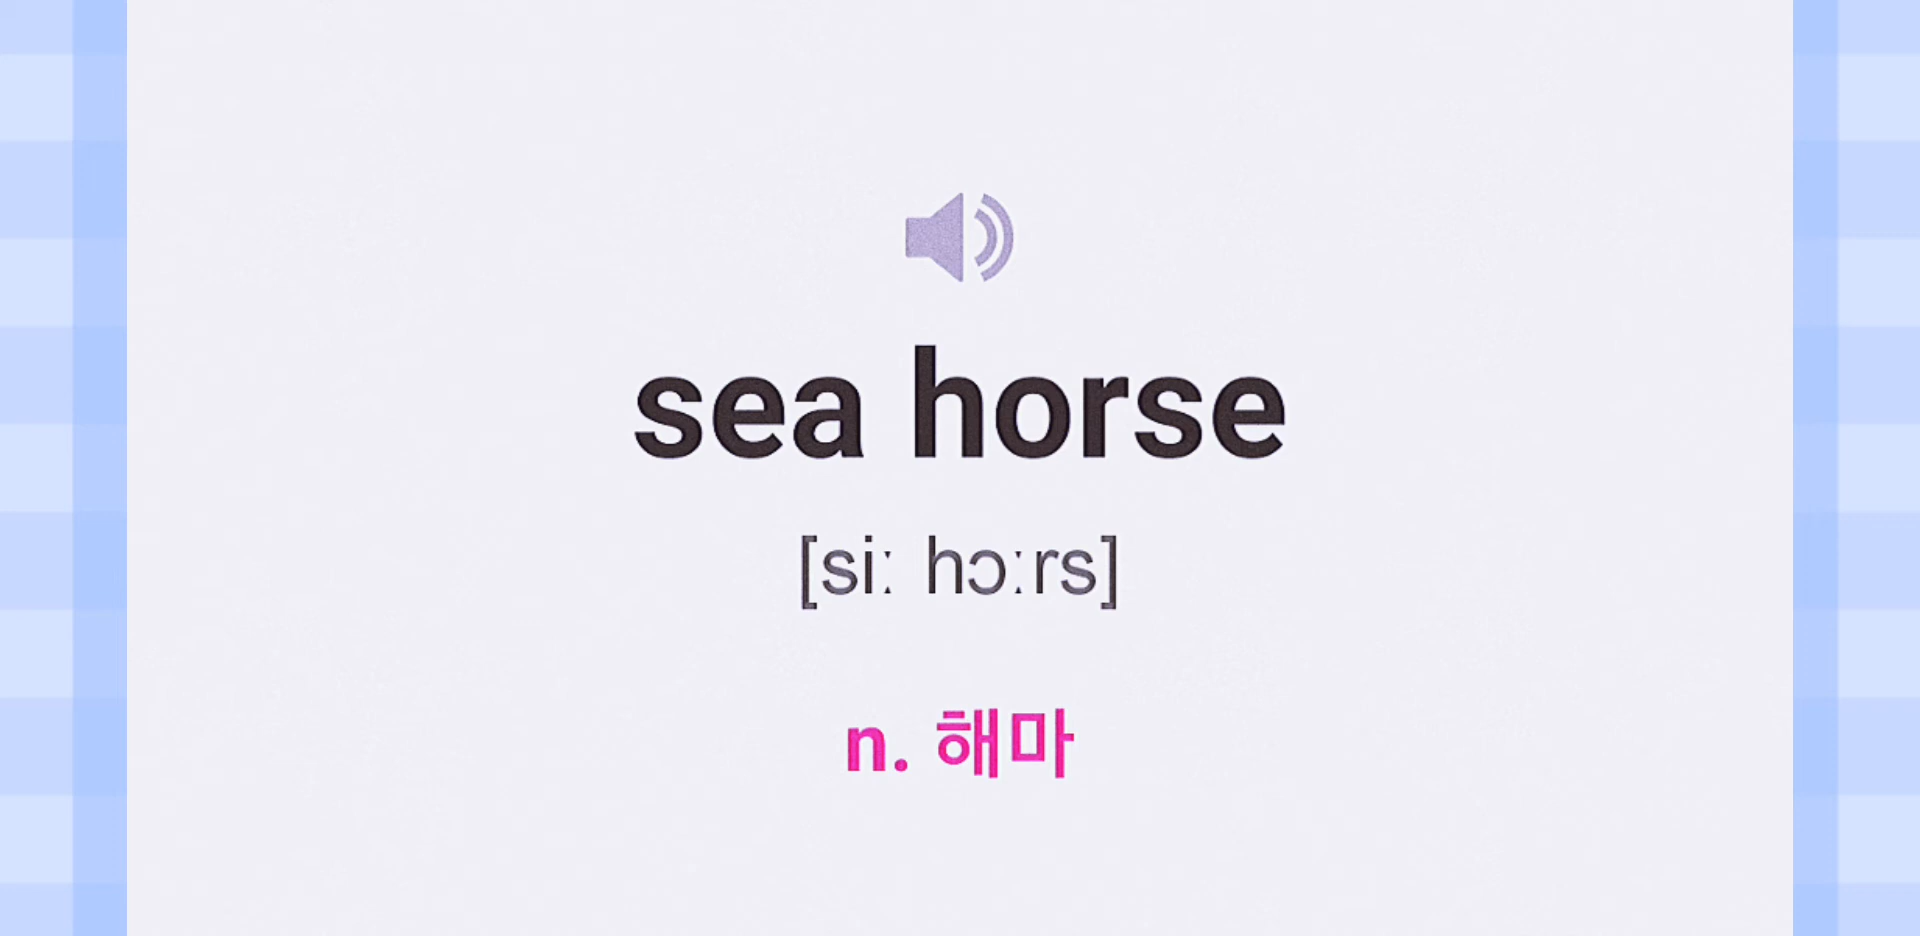 sea horse
[siː hɔːrs]
n. 해마